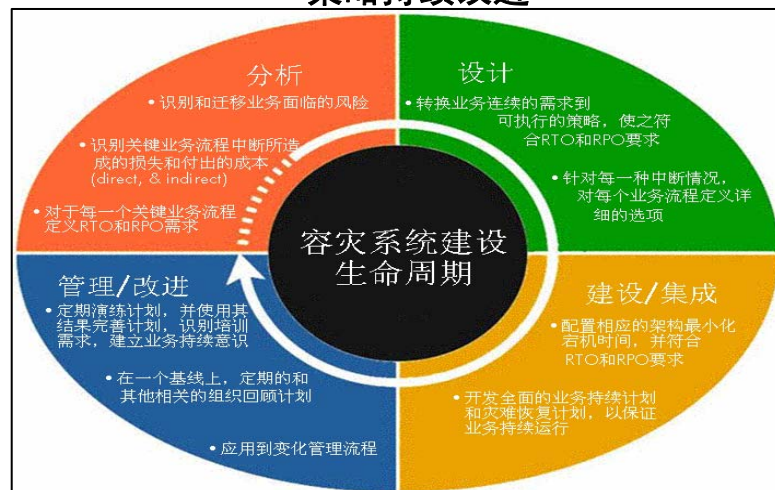 策略持续改进
分析
• 识别和迁移业务面临的风险
• 识别关键业务流程中断所造
成的损失和付出的成本
(direct, & indirect)
• 对于每一个关键业务流程
定义RTO和RPO需求
设计
• 转换业务连续的需求到
可执行的策略，使之符
合RTO和RPO要求
• 针对每一种中断情况，
对每个业务流程定义详
细的选项
容灾系统建设
生命周期
管理/改进
• 定期演练计划，并使用其
结果完善计划，识别培训
需求，建立业务持续意识
• 在一个基线上，定期的和
其他相关的组织回顾计划
• 应用到变化管理流程
建设/集成
• 配置相应的架构最小化
宕机时间，并符合
RTO和RPO要求
• 开发全面的业务持续计划
和灾难恢复计划，以保证
业务持续运行